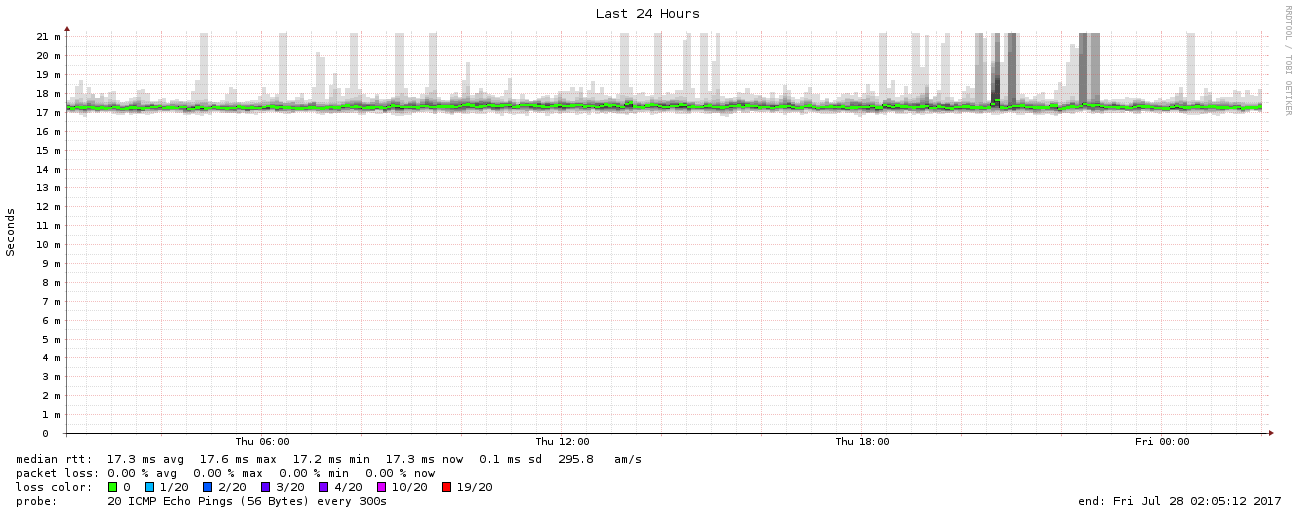 Last 24 Hours
RRDTOOL / TOBI OETIKER
Seconds
21 m
20 m
19 m
18 m
17 m
16 m
15 m
14 m
13 m
12 m
11 m
10 m
9 m
8 m
7 m
6 m
5 m
4 m
3 m
2 m
1 m
0
Thu 06:00 Thu 12:00 Thu 18:00 Fri 00:00
median rtt: 17.3 ms avg 17.6 ms max 17.2 ms min 17.3 ms now 0.1 ms sd 295.8 am/s
packet loss: 0.00 % avg 0.00 % max 0.00 % min 0.00 % now
loss color: 0 1/20 2/20 3/20 4/20 10/20 19/20
probe: 20 ICMP Echo Pings (56 Bytes) every 300s end: Fri Jul 28 02:05:12 2017